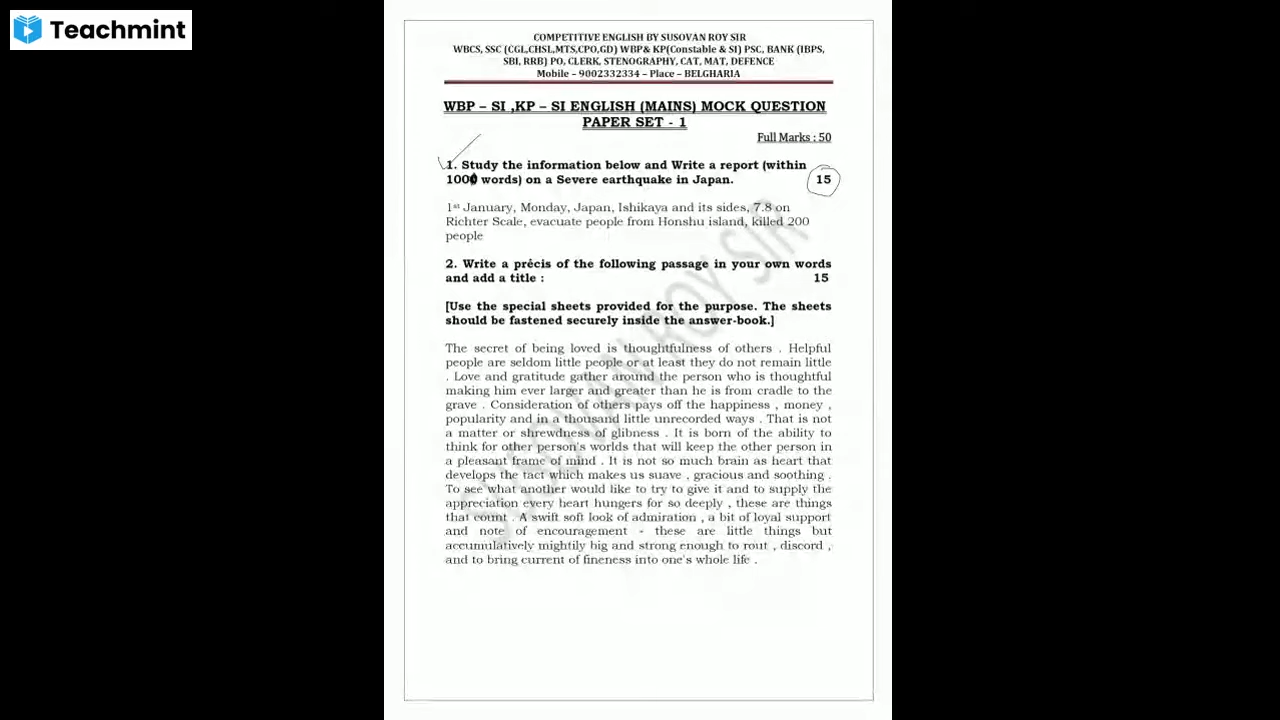 Teachmint
COMPETITIVE ENGLISH BY SUSOVAN ROY SIR
WBCS, SSC (CGL,CHSL,MTS,CPO,GD) WBP& KP(Constable & SI) PSC, BANK (IBPS,
SBI, RRB) PO, CLERK, STENOGRAPHY, CAT, MAT, DEFENCE
Mobile – 9002332334 – Place – BELGHARIA
WBP – SI ,KP – SI ENGLISH (MAINS) MOCK QUESTION
PAPER SET - 1
Full Marks : 50
1. Study the information below and Write a report (within
100 words) on a Severe earthquake in Japan. 15
1st January, Monday, Japan, Ishikaya and its sides, 7.8 on
Richter Scale, evacuate people from Honshu island, killed 200
people
2. Write a précis of the following passage in your own words
and add a title : 15
[Use the special sheets provided for the purpose. The sheets
should be fastened securely inside the answer-book.]
The secret of being loved is thoughtfulness of others . Helpful
people are seldom little people or at least they do not remain little
. Love and gratitude gather around the person who is thoughtful
making him ever larger and greater than he is from cradle to the
grave . Consideration of others pays off the happiness , money ,
popularity and in a thousand little unrecorded ways . That is not
a matter or shrewdness of glibness . It is born of the ability to
think for other person's worlds that will keep the other person in
a pleasant frame of mind . It is not so much brain as heart that
develops the tact which makes us suave , gracious and soothing .
To see what another would like to try to give it and to supply the
appreciation every heart hungers for so deeply , these are things
that count . A swift soft look of admiration , a bit of loyal support
and note of encouragement - these are little things but
accumulatively mightily big and strong enough to rout , discord ,
and to bring current of fineness into one's whole life .
SUSOVAN ROY SIR